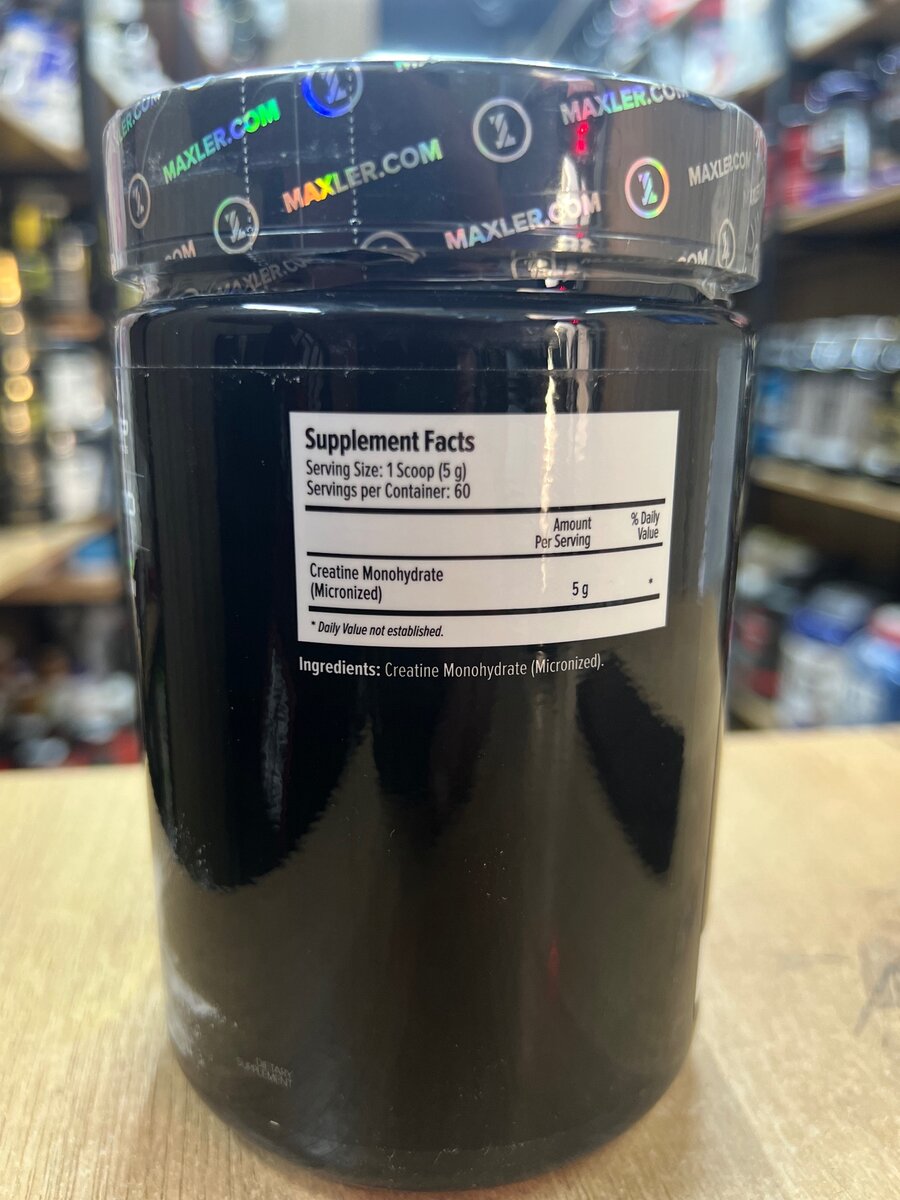 MAXLER.COM
MAXLER.COM
MAXLER.COM
MAXLER.COM
MAXLER.COM
Supplement Facts
Serving Size: 1 Scoop (5 g)
Servings per Container: 60
Amount Per Serving
% Daily Value
Creatine Monohydrate
(Micronized)
5 g
*
* Daily Value not established.
Ingredients: Creatine Monohydrate (Micronized).
DIETARY
SUPPLEMENT